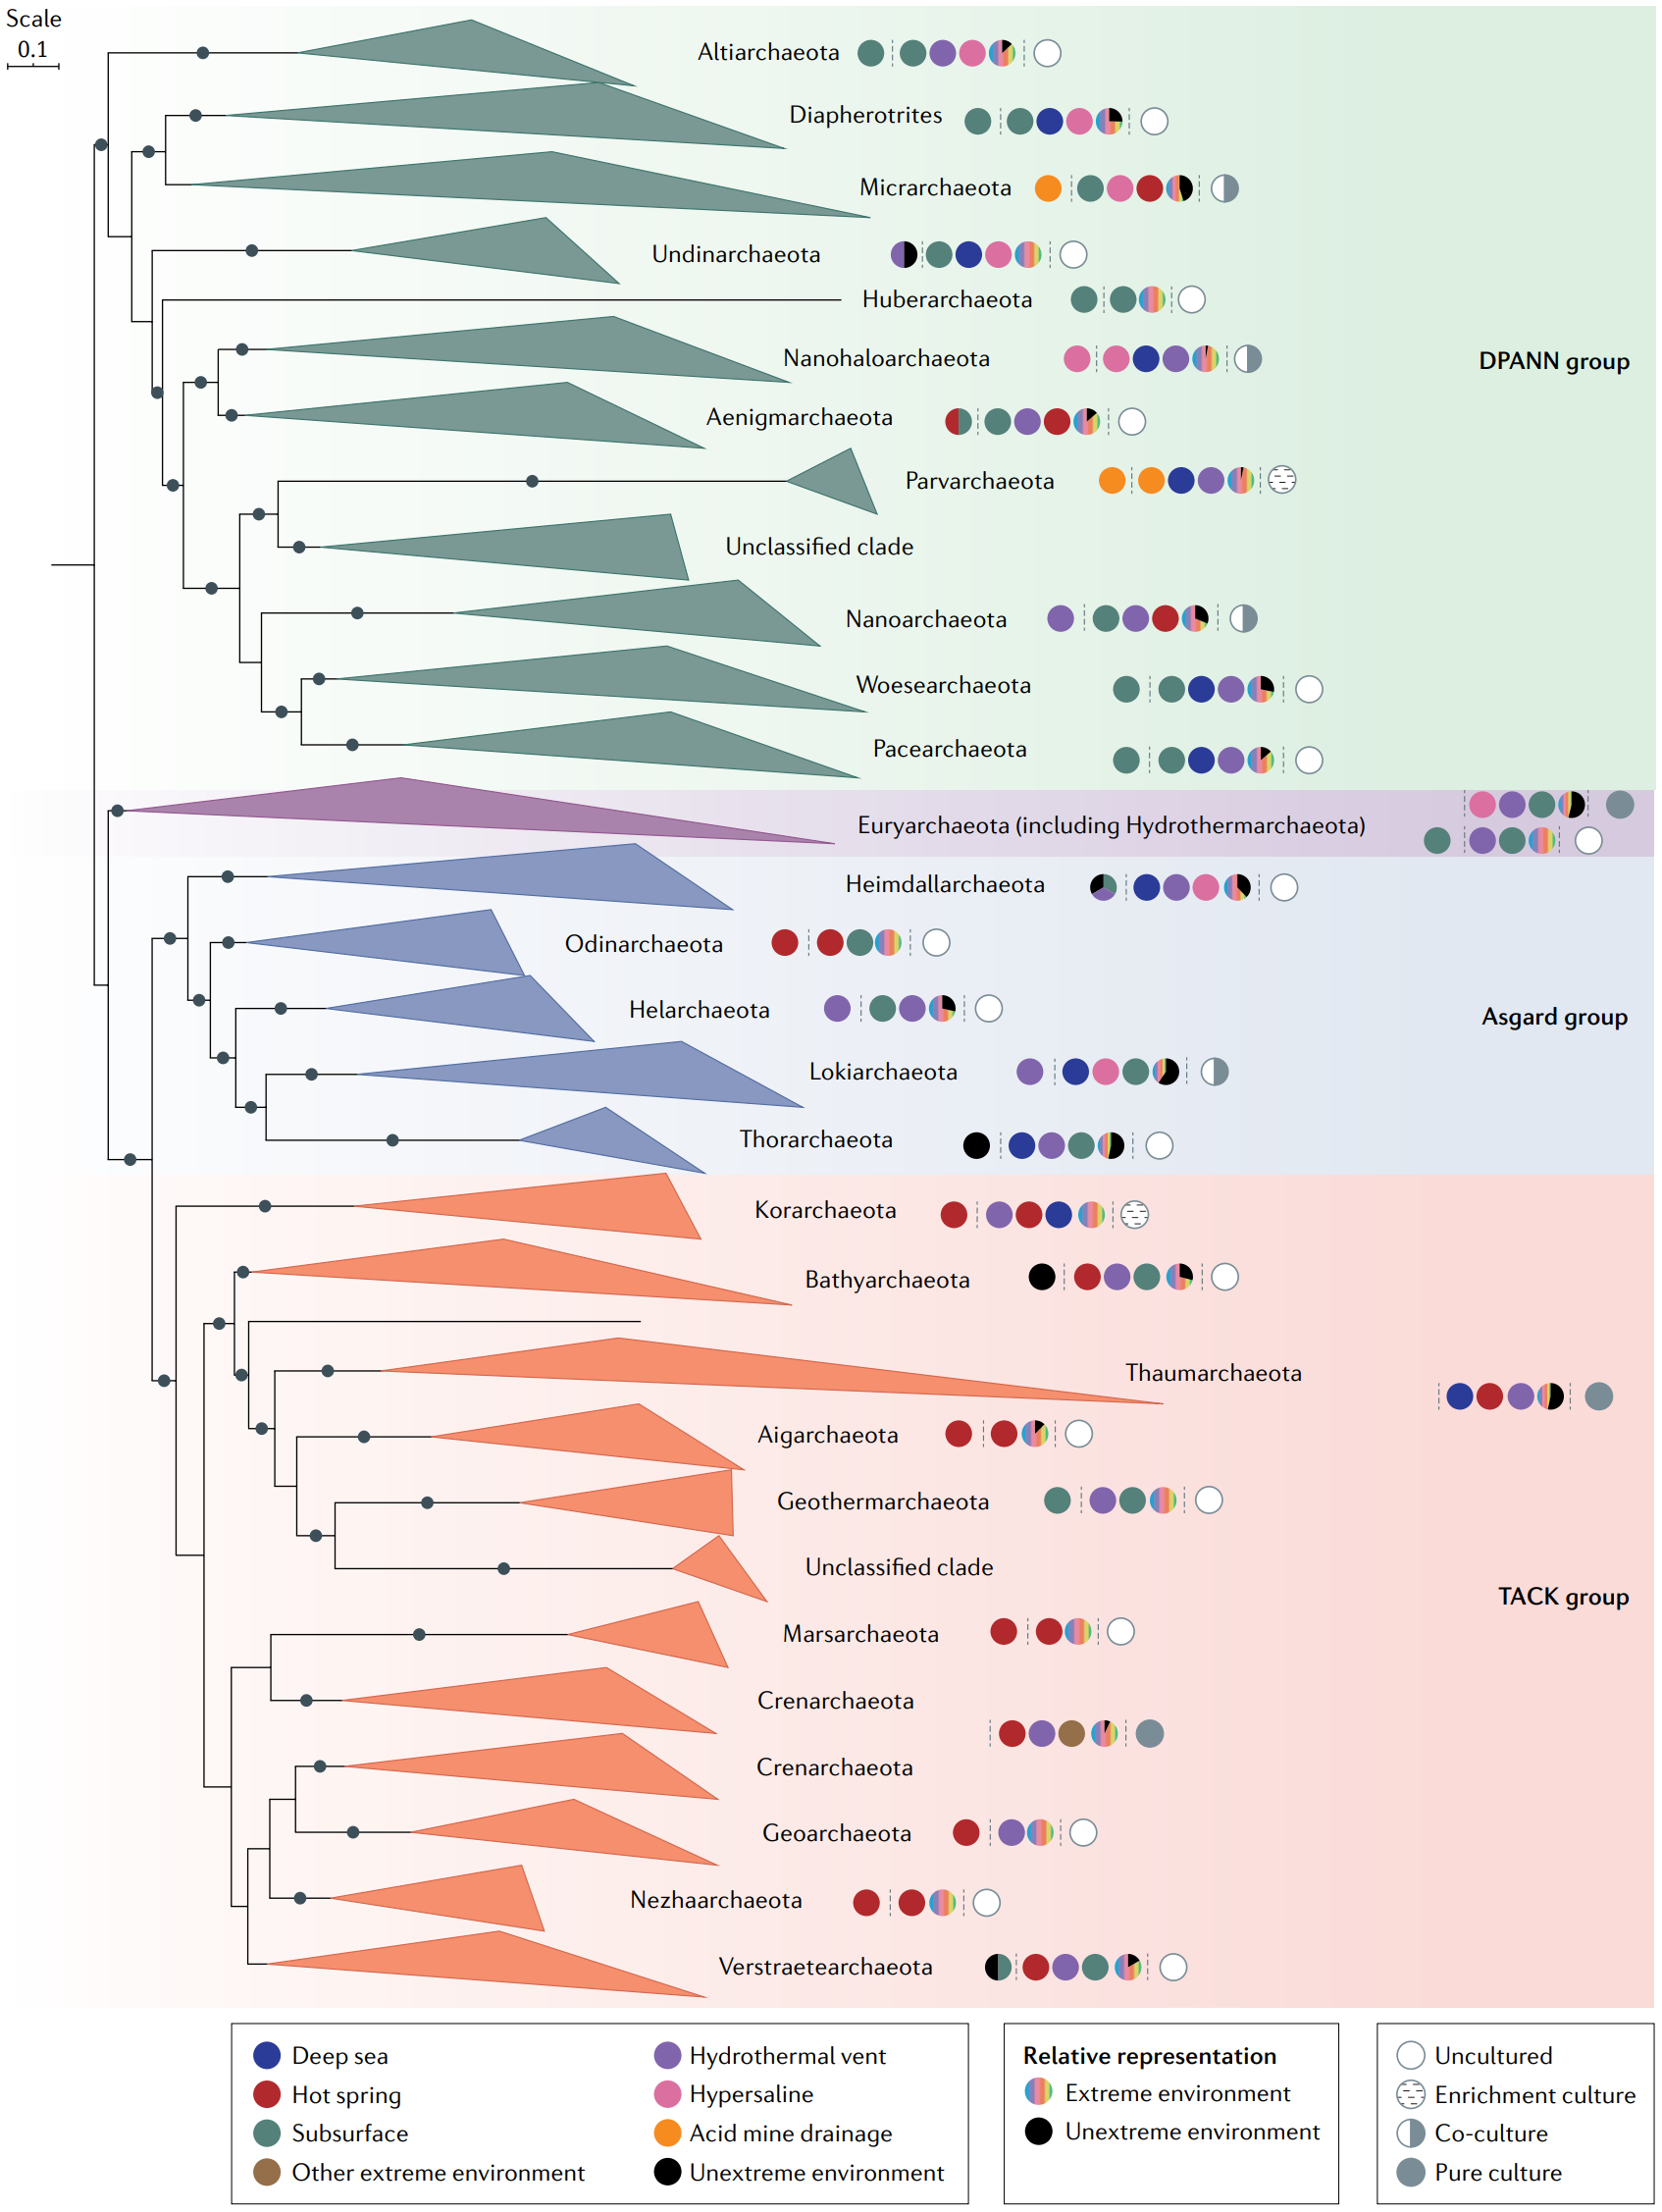 Scale
0.1
Altiarchaeota
Diapherotrites
Micrarchaeota
Undinarchaeota
Huberarchaeota
Nanohaloarchaeota
DPANN group
Aenigmarchaeota
Parvarchaeota
Unclassified clade
Nanoarchaeota
Woesearchaeota
Pacearchaeota
Euryarchaeota (including Hydrothermarchaeota)
Heimdallarchaeota
Odinarchaeota
Helarchaeota
Asgard group
Lokiarchaeota
Thorarchaeota
Korarchaeota
Bathyarchaeota
Thaumarchaeota
Aigarchaeota
Geothermarchaeota
Unclassified clade
TACK group
Marsarchaeota
Crenarchaeota
Crenarchaeota
Geoarchaeota
Nezhaarchaeota
Verstraetearchaeota
Deep sea
Hot spring
Subsurface
Other extreme environment
Hydrothermal vent
Hypersaline
Acid mine drainage
Unextreme environment
Relative representation
Extreme environment
Unextreme environment
Uncultured
Enrichment culture
Co-culture
Pure culture